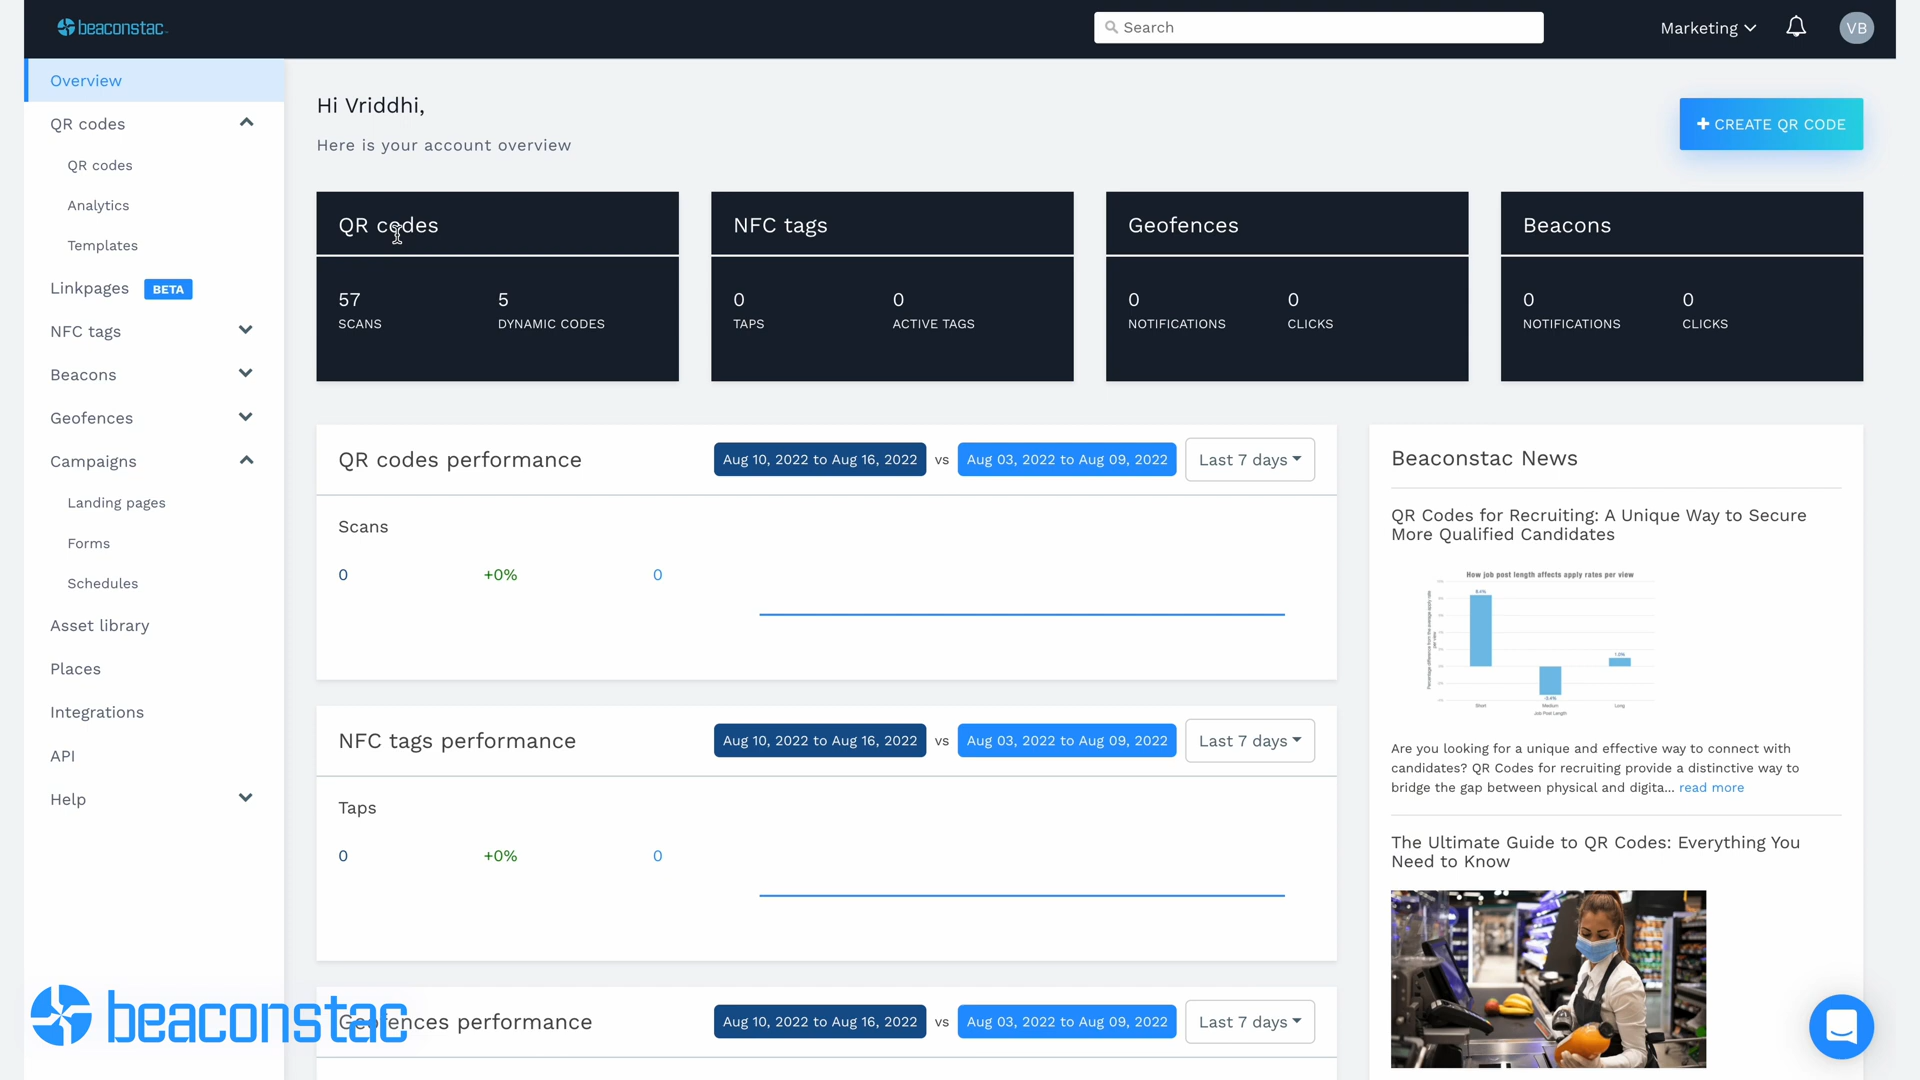 beaconstac
Search
Marketing
VB
Overview
QR codes
QR codes
Analytics
Templates
Linkpages BETA
NFC tags
Beacons
Geofences
Campaigns
Landing pages
Forms
Schedules
Asset library
Places
Integrations
API
Help
beaconstac
Hi Vriddhi,
Here is your account overview
+ CREATE QR CODE
QR codes
57 5
SCANS DYNAMIC CODES
NFC tags
0 0
TAPS ACTIVE TAGS
Geofences
0 0
NOTIFICATIONS CLICKS
Beacons
0 0
NOTIFICATIONS CLICKS
QR codes performance Aug 10, 2022 to Aug 16, 2022 vs Aug 03, 2022 to Aug 09, 2022 Last 7 days
Scans
0 +0% 0
NFC tags performance Aug 10, 2022 to Aug 16, 2022 vs Aug 03, 2022 to Aug 09, 2022 Last 7 days
Taps
0 +0% 0
Geofences performance Aug 10, 2022 to Aug 16, 2022 vs Aug 03, 2022 to Aug 09, 2022 Last 7 days
Beaconstac News
QR Codes for Recruiting: A Unique Way to Secure
More Qualified Candidates
How job post length affects apply rates per view
Short Medium Long
Job Post Length
Are you looking for a unique and effective way to connect with
candidates? QR Codes for recruiting provide a distinctive way to
bridge the gap between physical and digita... read more
The Ultimate Guide to QR Codes: Everything You
Need to Know